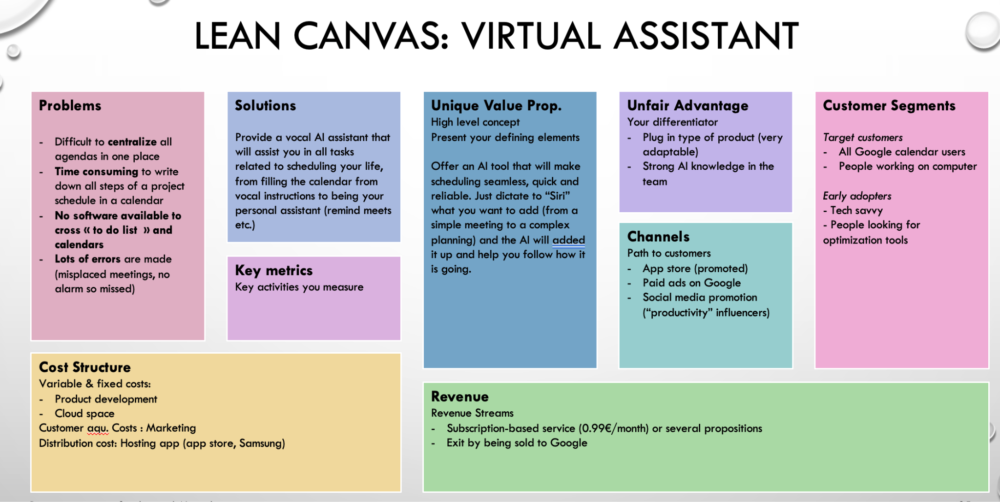 LEAN CANVAS: VIRTUAL ASSISTANT
Problems
- Difficult to centralize all
agendas in one place
- Time consuming to write
down all steps of a project
schedule in a calendar
- No software available to
cross « to do list  » and
calendars
- Lots of errors are made
(misplaced meetings, no
alarm so missed)
Solutions
Provide a vocal AI assistant that
will assist you in all tasks
related to scheduling your life,
from filling the calendar from
vocal instructions to being your
personal assistant (remind meets
etc.)
Key metrics
Key activities you measure
Unique Value Prop.
High level concept
Present your defining elements
Offer an AI tool that will make
scheduling seamless, quick and
reliable. Just dictate to “Siri”
what you want to add (from a
simple meeting to a complex
planning) and the AI will added
it up and help you follow how it
is going.
Unfair Advantage
Your differentiator
- Plug in type of product (very
adaptable)
- Strong AI knowledge in the
team
Channels
Path to customers
- App store (promoted)
- Paid ads on Google
- Social media promotion
(“productivity” influencers)
Customer Segments
Target customers
- All Google calendar users
- People working on computer
Early adopters
- Tech savvy
- People looking for
optimization tools
Cost Structure
Variable & fixed costs:
- Product development
- Cloud space
Customer aqu. Costs : Marketing
Distribution cost: Hosting app (app store, Samsung)
Revenue
Revenue Streams
- Subscription-based service (0.99€/month) or several propositions
- Exit by being sold to Google